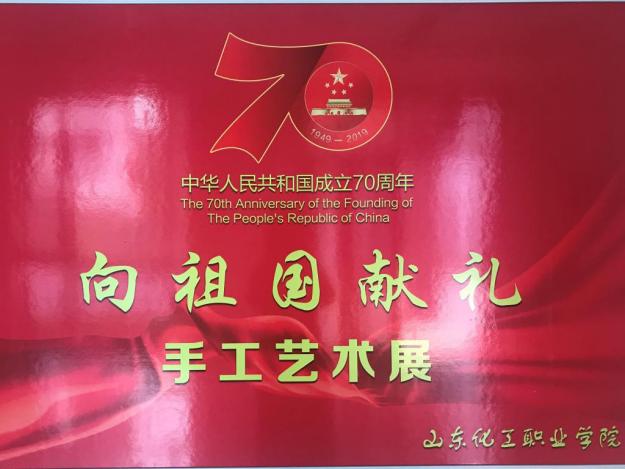 70
1949—2019
中华人民共和国成立70周年
The 70th Anniversary of the Founding of
The People's Republic of China
向祖国献礼
手工艺术展
山东化工职业学院